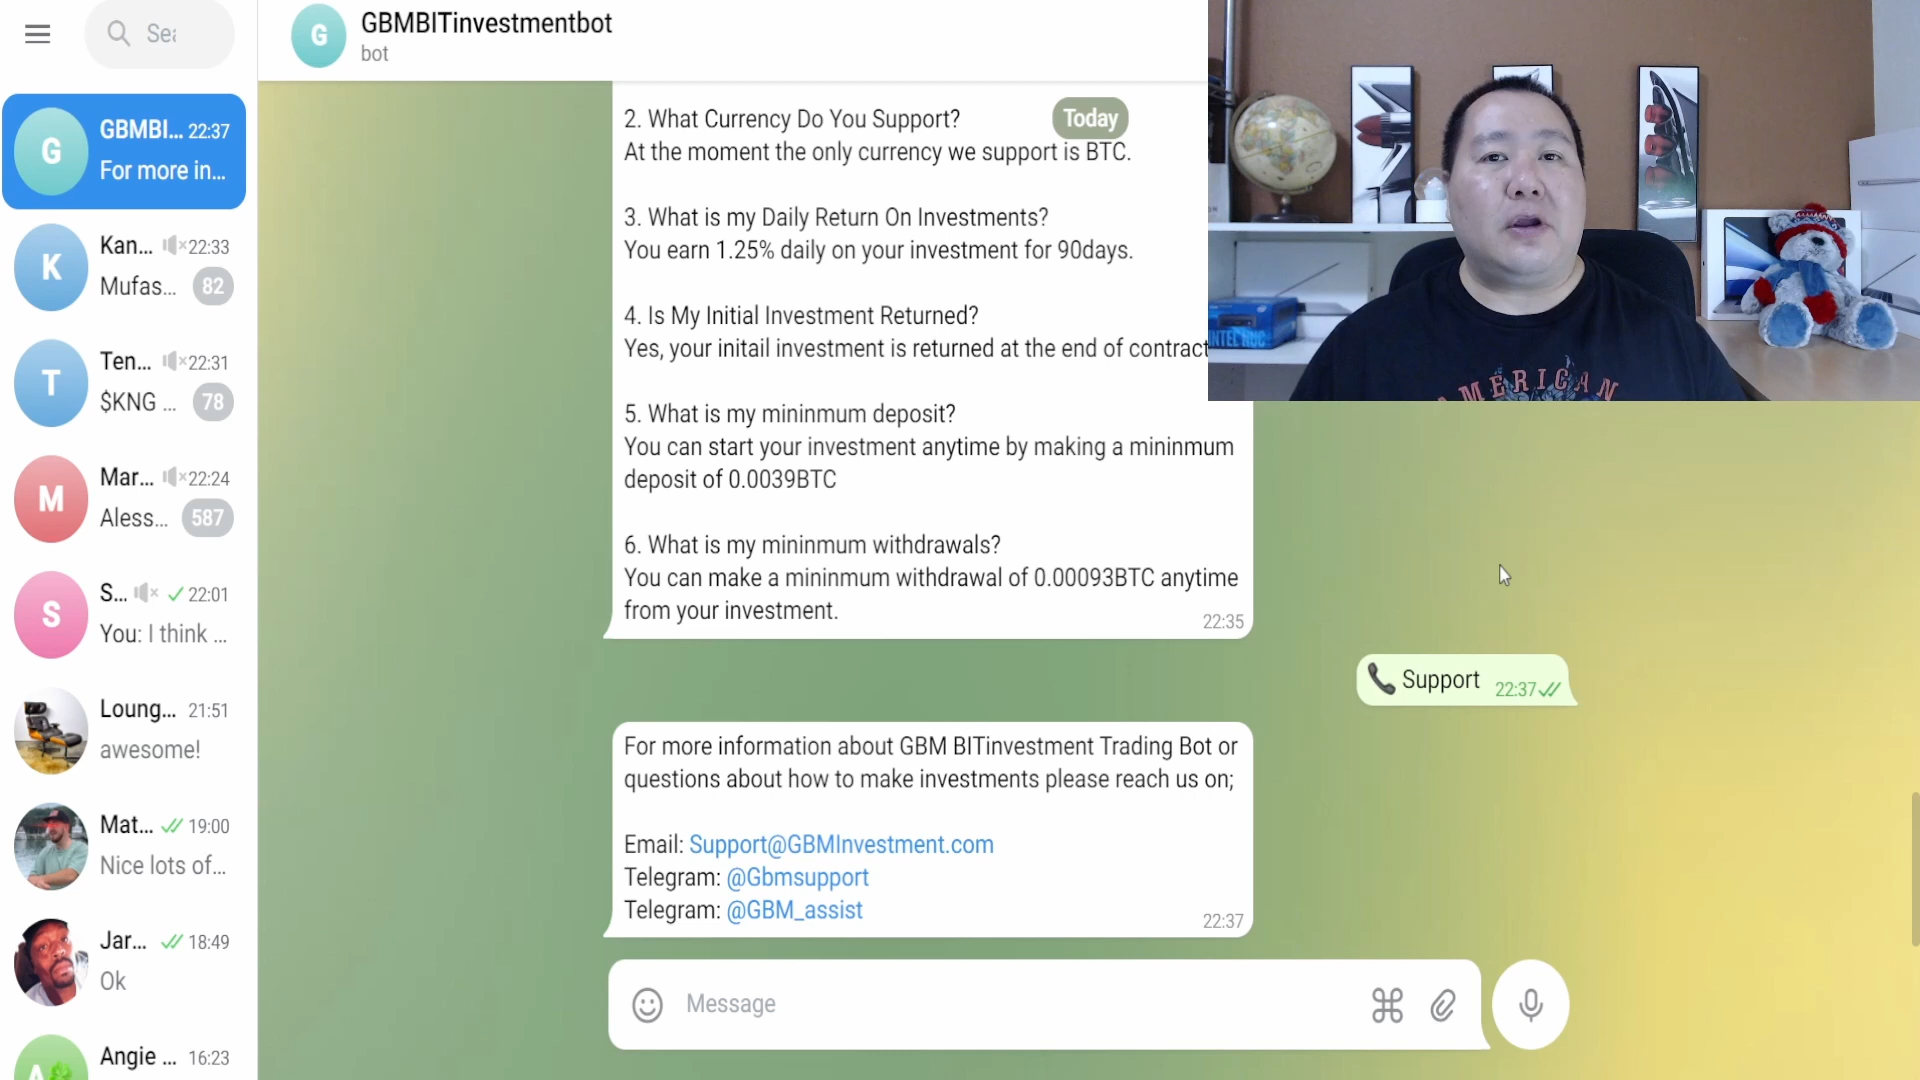 Sea
GBMBITinvestmentbot
bot
GBMBI... 22:37
For more in...
Kan... 22:33
Mufas... 82
Ten... 22:31
$KNG ... 78
Mar... 22:24
Aless... 587
S... 22:01
You: I think ...
Loung... 21:51
awesome!
Mat... 19:00
Nice lots of...
Jar... 18:49
Ok
Angie ... 16:23
G
K
T
M
S
A
Today
2. What Currency Do You Support?
At the moment the only currency we support is BTC.
3. What is my Daily Return On Investments?
You earn 1.25% daily on your investment for 90days.
4. Is My Initial Investment Returned?
Yes, your initail investment is returned at the end of contract
5. What is my mininmum deposit?
You can start your investment anytime by making a mininmum
deposit of 0.0039BTC
6. What is my mininmum withdrawals?
You can make a mininmum withdrawal of 0.00093BTC anytime
from your investment.
22:35
Support 22:37
For more information about GBM BITinvestment Trading Bot or
questions about how to make investments please reach us on;
Email: Support@GBMInvestment.com
Telegram: @Gbmsupport
Telegram: @GBM_assist
22:37
Message
G
INTEL NUC
AMERICAN